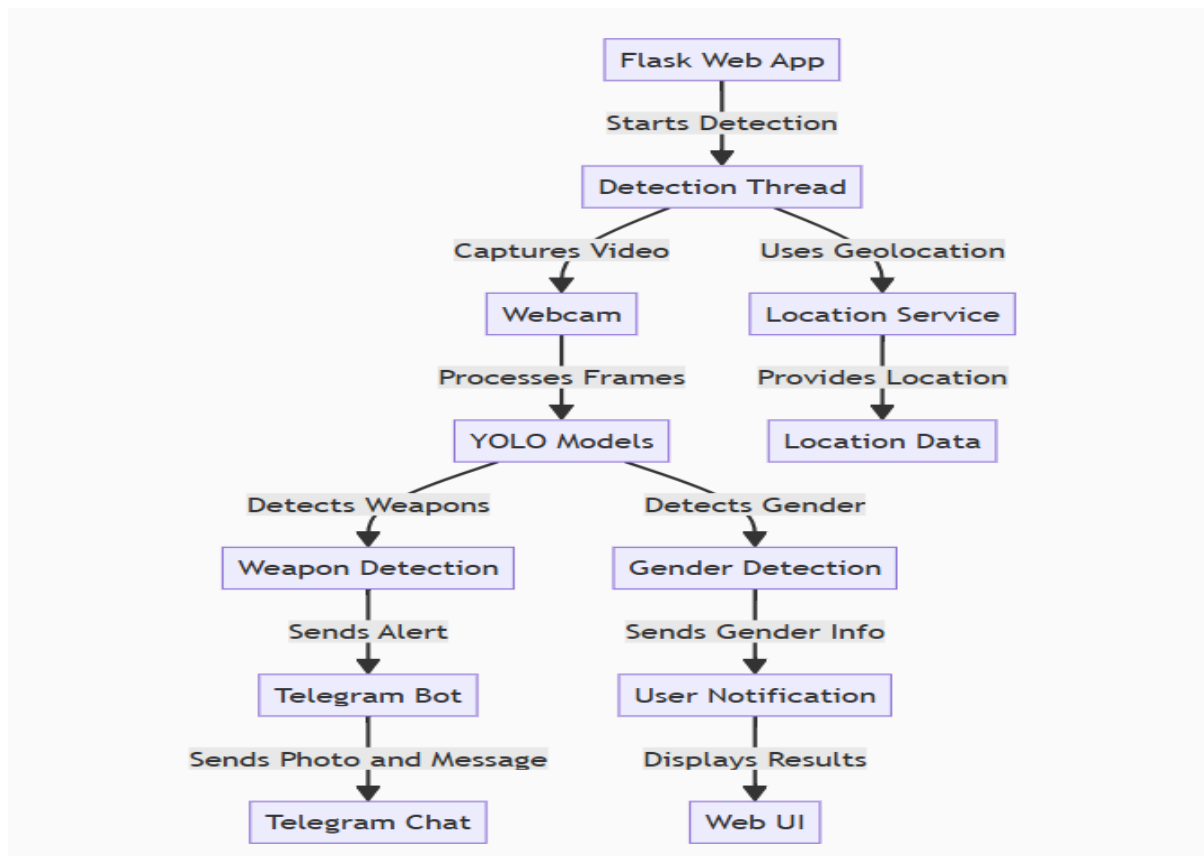 Flask Web App
Starts Detection
Detection Thread
Captures Video
Uses Geolocation
Webcam
Location Service
Processes Frames
Provides Location
YOLO Models
Location Data
Detects Weapons
Detects Gender
Weapon Detection
Gender Detection
Sends Alert
Sends Gender Info
Telegram Bot
User Notification
Sends Photo and Message
Displays Results
Telegram Chat
Web UI